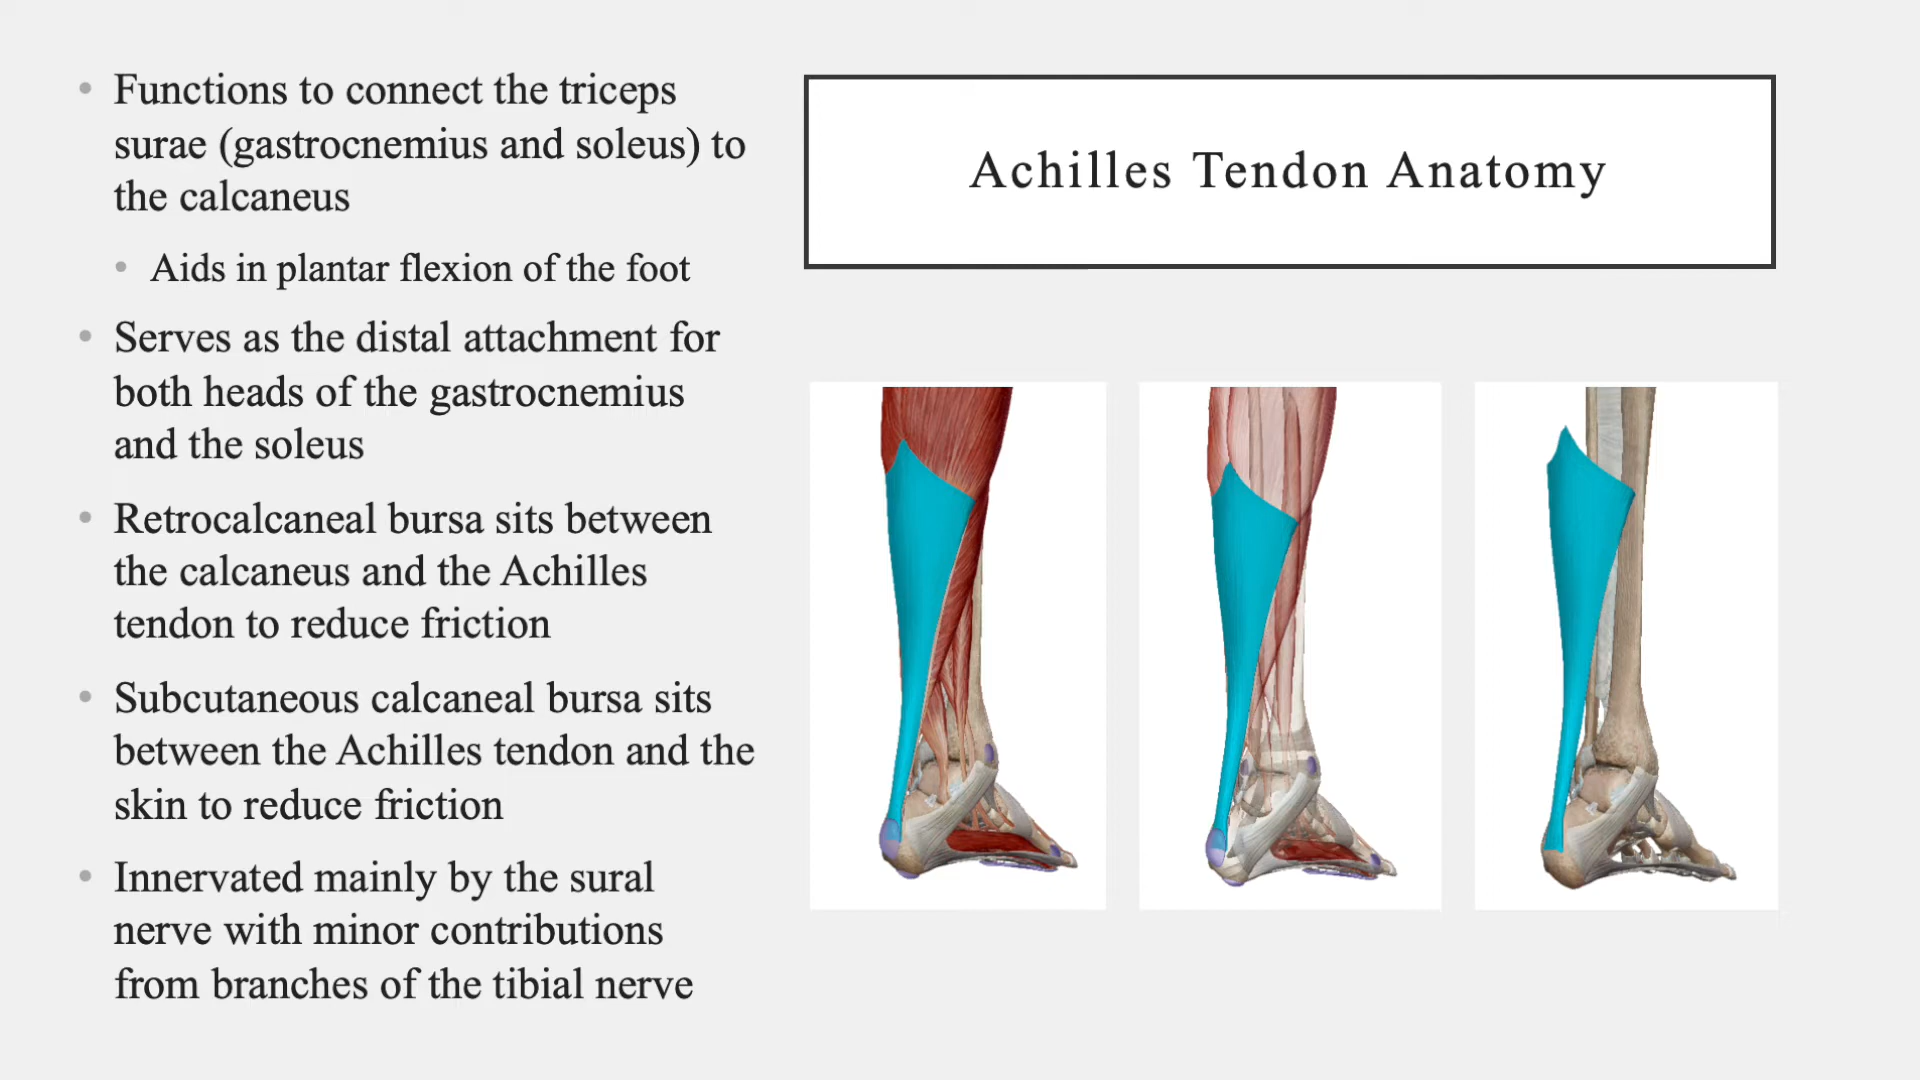 Achilles Tendon Anatomy
• Functions to connect the triceps
surae (gastrocnemius and soleus) to
the calcaneus
• Aids in plantar flexion of the foot
• Serves as the distal attachment for
both heads of the gastrocnemius
and the soleus
• Retrocalcaneal bursa sits between
the calcaneus and the Achilles
tendon to reduce friction
• Subcutaneous calcaneal bursa sits
between the Achilles tendon and the
skin to reduce friction
• Innervated mainly by the sural
nerve with minor contributions
from branches of the tibial nerve